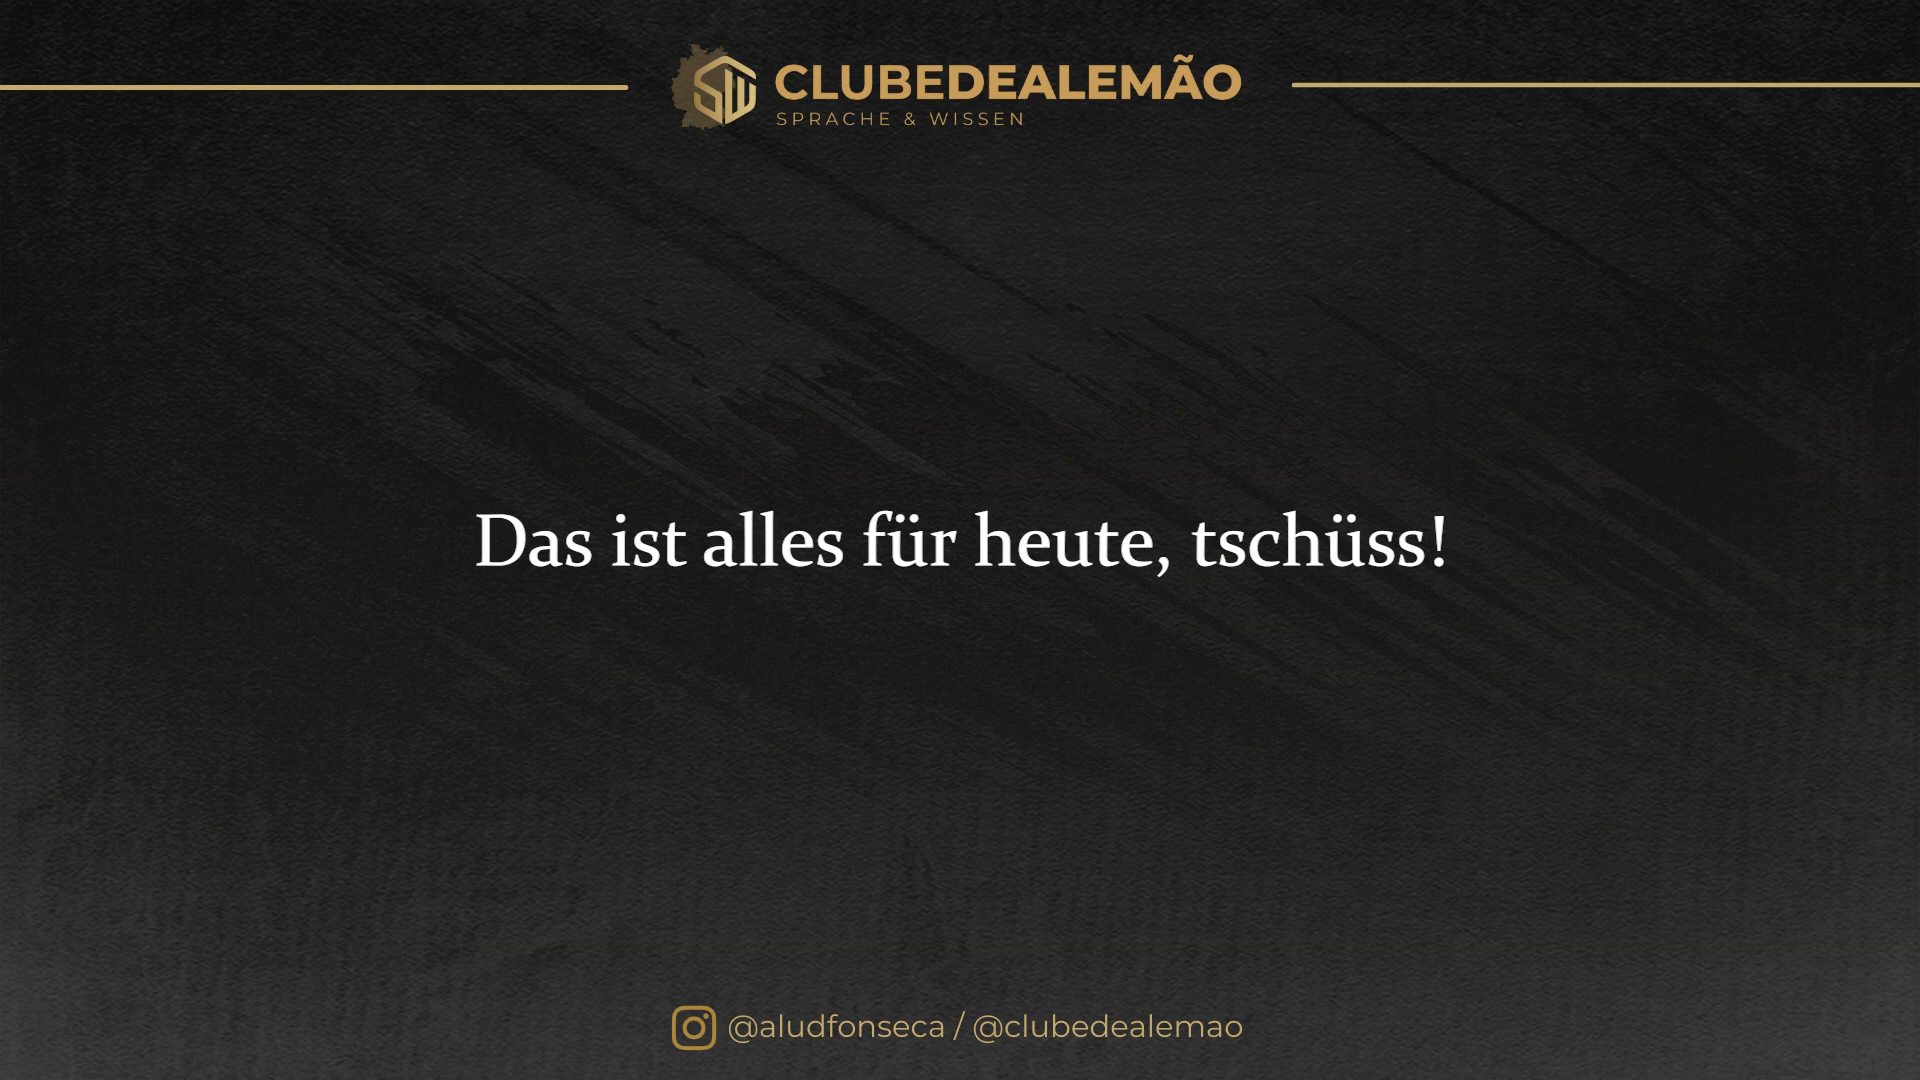 CLUBEDEALEMÃO
SPRACHE & WISSEN
Das ist alles für heute, tschüss!
@aludfonseca / @clubedealemao